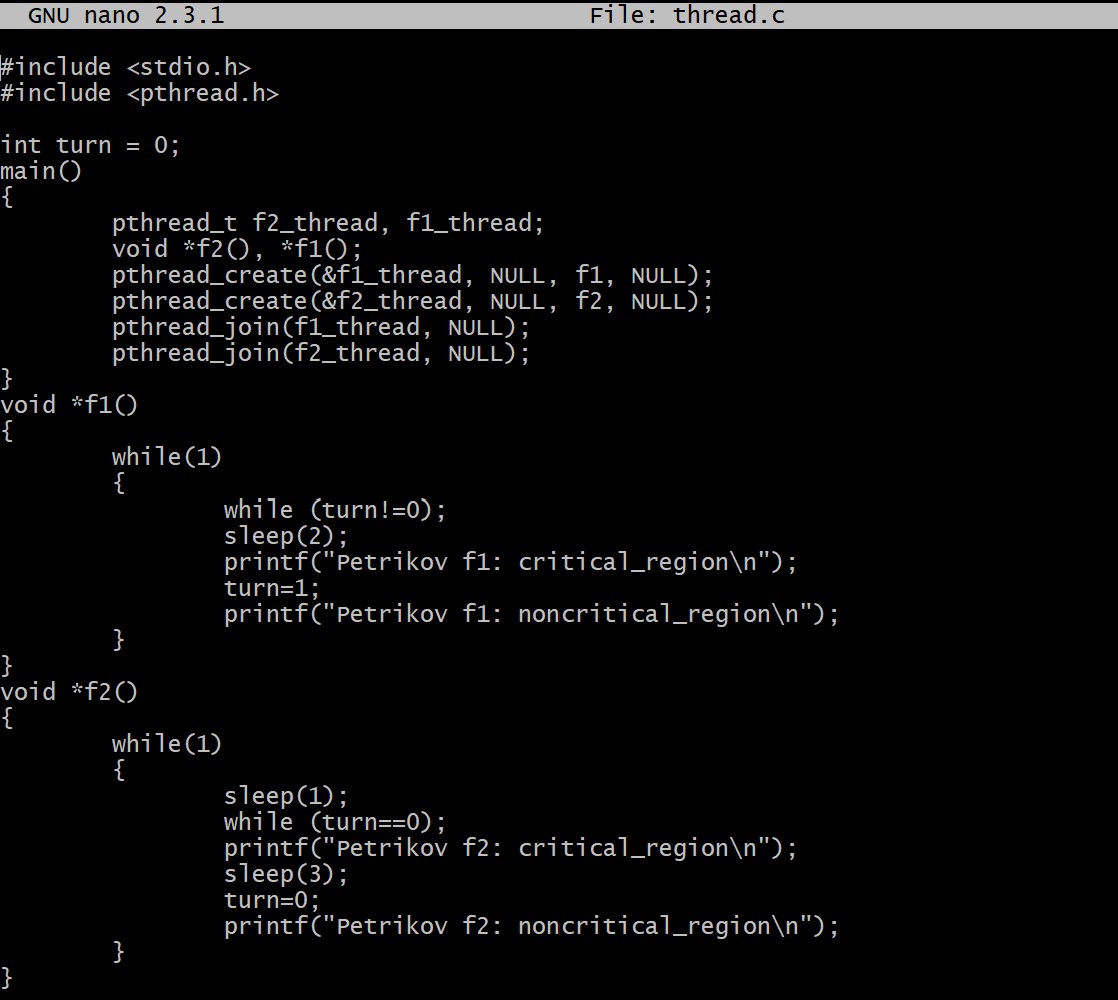 GNU nano 2.3.1 File: thread.c
#include <stdio.h>
#include <pthread.h>
int turn = 0;
main()
{
pthread_t f2_thread, f1_thread;
void *f2(), *f1();
pthread_create(&f1_thread, NULL, f1, NULL);
pthread_create(&f2_thread, NULL, f2, NULL);
pthread_join(f1_thread, NULL);
pthread_join(f2_thread, NULL);
}
void *f1()
{
while(1)
{
while (turn!=0);
sleep(2);
printf("Petrikov f1: critical_region\n");
turn=1;
printf("Petrikov f1: noncritical_region\n");
}
}
void *f2()
{
while(1)
{
sleep(1);
while (turn==0);
printf("Petrikov f2: critical_region\n");
sleep(3);
turn=0;
printf("Petrikov f2: noncritical_region\n");
}
}